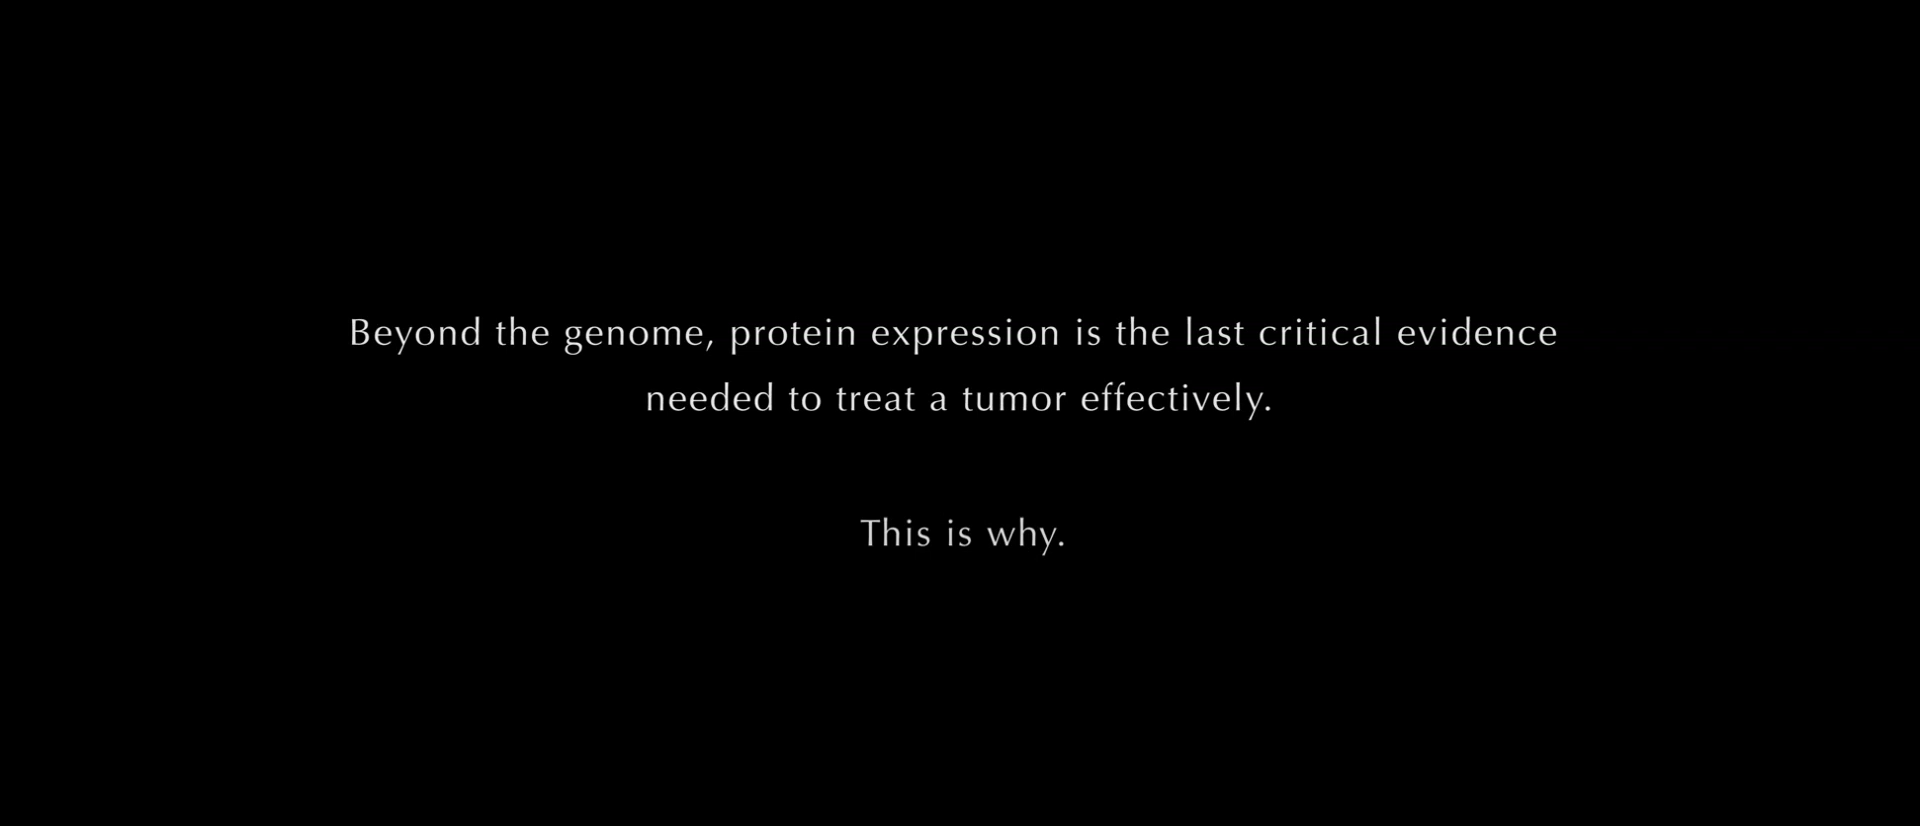 Beyond the genome, protein expression is the last critical evidence
needed to treat a tumor effectively.
This is why.